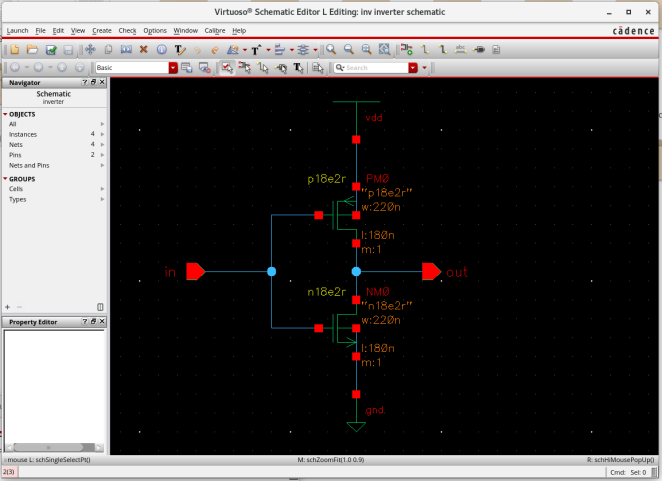 Virtuoso® Schematic Editor L Editing: inv inverter schematic
Launch File Edit View Create Check Options Window Calibre Help
cādence
Basic
Search
Navigator
Schematic
inverter
OBJECTS
All
Instances 4
Nets 4
Pins 2
Nets and Pins
GROUPS
Cells
Types
Property Editor
vdd
p18e2r PM0
"p18e2r"
w:220n
l:180n
m:1
in
out
n18e2r NM0
"n18e2r"
w:220n
l:180n
m:1
gnd
mouse L: schSingleSelectPt() M: schZoomFit(1.0 0.9) R: schHiMousePopUp()
2(3) Cmd: Sel: 0